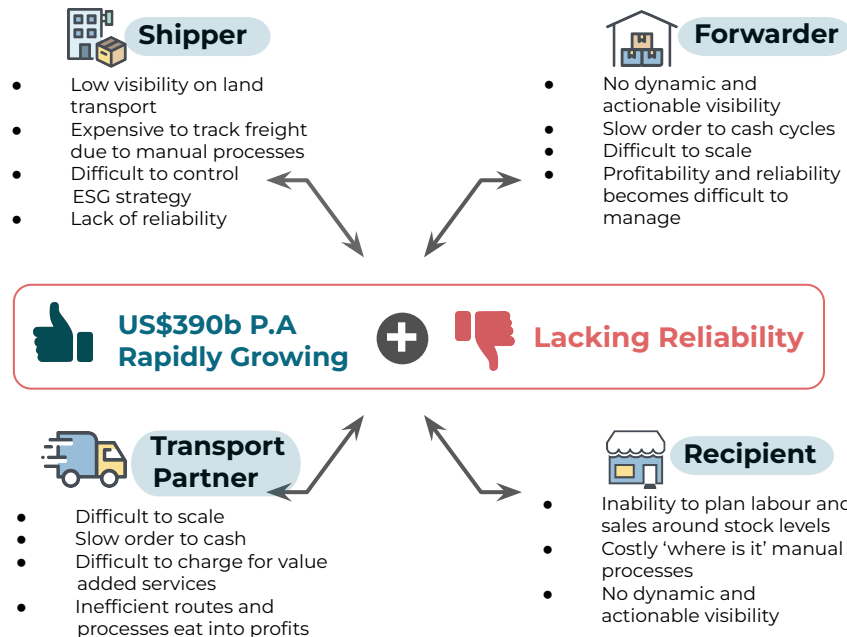 Shipper
● Low visibility on land
transport
● Expensive to track freight
due to manual processes
● Difficult to control
ESG strategy
● Lack of reliability
Forwarder
● No dynamic and
actionable visibility
● Slow order to cash cycles
● Difficult to scale
● Profitability and reliability
becomes difficult to
manage
US$390b P.A
Rapidly Growing
Lacking Reliability
Transport
Partner
● Difficult to scale
● Slow order to cash
● Difficult to charge for value
added services
● Inefficient routes and
processes eat into profits
Recipient
● Inability to plan labour and
sales around stock levels
● Costly ‘where is it’ manual
processes
● No dynamic and
actionable visibility